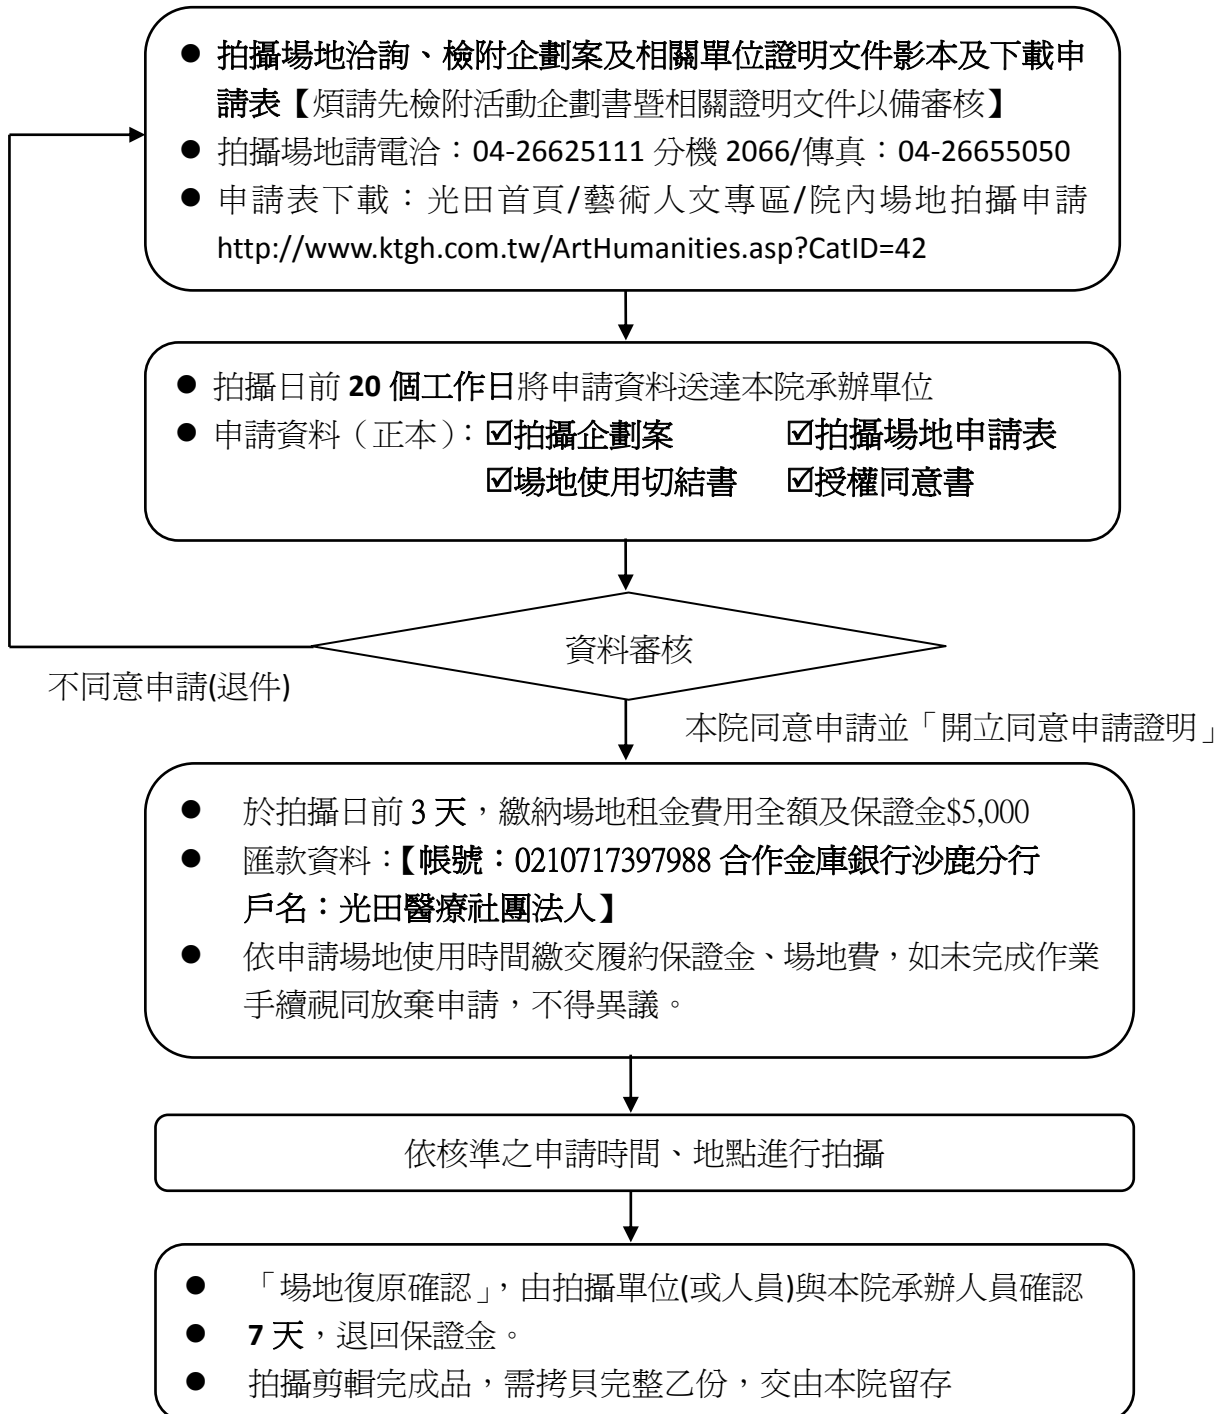 ● 拍攝場地洽詢、檢附企劃案及相關單位證明文件影本及下載申
請表【煩請先檢附活動企劃書暨相關證明文件以備審核】
● 拍攝場地請電洽：04-26625111 分機 2066/傳真：04-26655050
● 申請表下載：光田首頁/藝術人文專區/院內場地拍攝申請
http://www.ktgh.com.tw/ArtHumanities.asp?CatID=42
● 拍攝日前 20 個工作日將申請資料送達本院承辦單位
● 申請資料（正本）：☑拍攝企劃案 ☑拍攝場地申請表
☑場地使用切結書 ☑授權同意書
資料審核
不同意申請(退件)
本院同意申請並「開立同意申請證明」
● 於拍攝日前 3 天，繳納場地租金費用全額及保證金$5,000
● 匯款資料：【帳號：0210717397988 合作金庫銀行沙鹿分行
戶名：光田醫療社團法人】
● 依申請場地使用時間繳交履約保證金、場地費，如未完成作業
手續視同放棄申請，不得異議。
依核準之申請時間、地點進行拍攝
● 「場地復原確認」，由拍攝單位(或人員)與本院承辦人員確認
● 7 天，退回保證金。
● 拍攝剪輯完成品，需拷貝完整乙份，交由本院留存